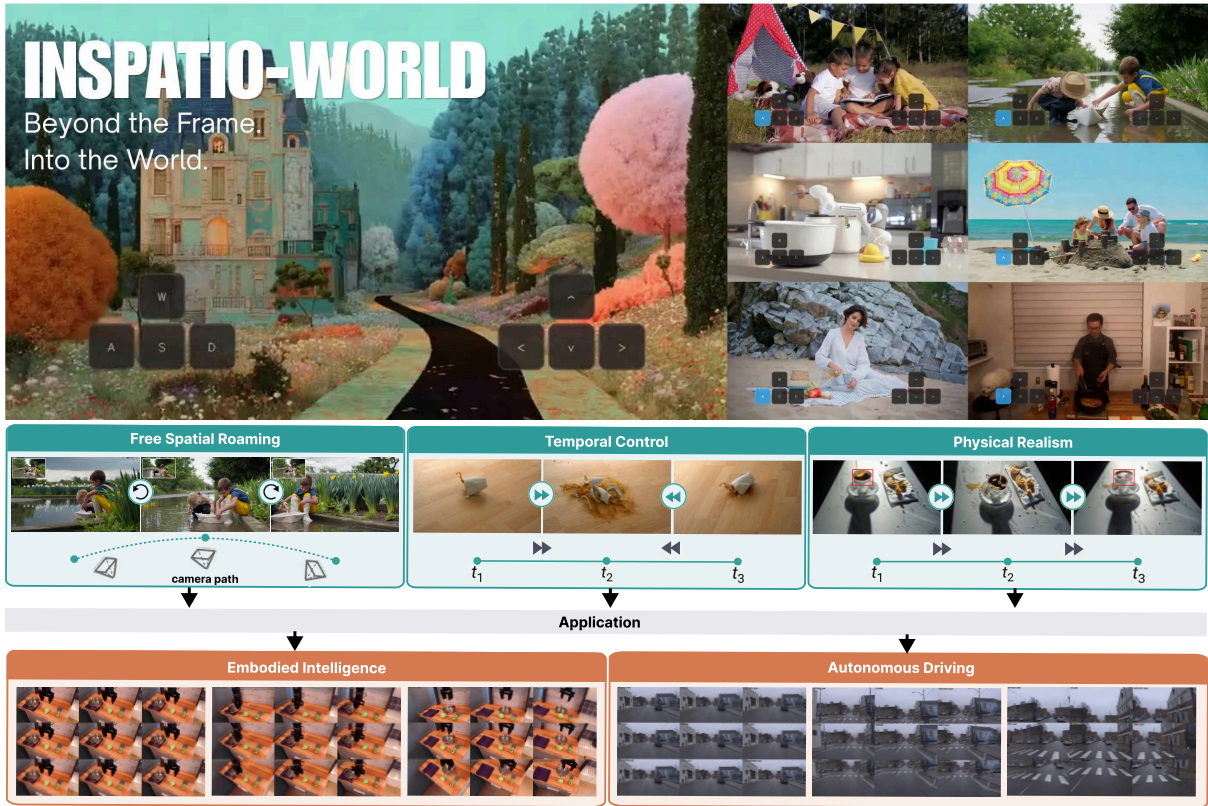 INSPATIO-WORLD
Beyond the Frame.
Into the World.
W
A S D
^
< v >
Free Spatial Roaming
Temporal Control
Physical Realism
camera path
t1 t2 t3
t1 t2 t3
Application
Embodied Intelligence
Autonomous Driving